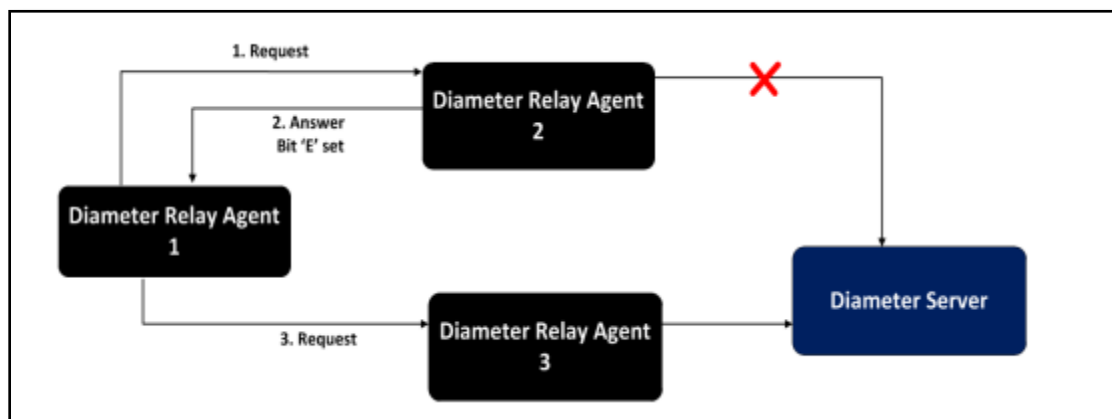 1. Request
Diameter Relay Agent
2
2. Answer
Bit ‘E’ set
Diameter Relay Agent
1
Diameter Server
3. Request
Diameter Relay Agent
3